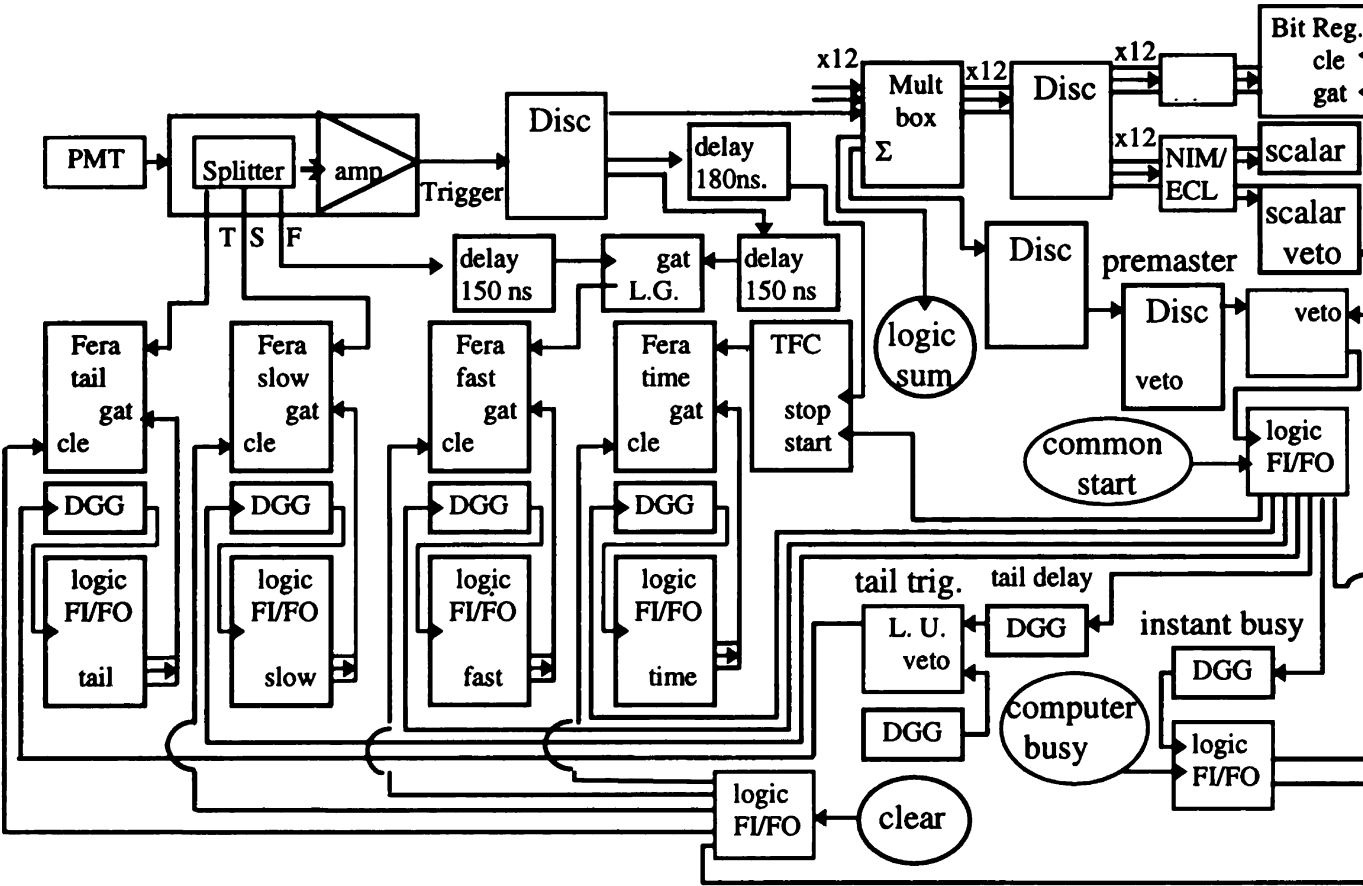 Bit Reg.
cle
gat
x12
x12
x12
Mult
box
Σ
Disc
. .
Disc
PMT
Splitter
amp
Trigger
delay
180ns.
x12
NIM/
ECL
scalar
scalar
veto
T S F
delay
150 ns
gat
L.G.
delay
150 ns
Disc
premaster
Disc
veto
veto
logic
sum
Fera
tail
gat
cle
Fera
slow
gat
cle
Fera
fast
gat
cle
Fera
time
gat
cle
TFC
stop
start
common
start
logic
FI/FO
DGG
DGG
DGG
DGG
logic
FI/FO
tail
logic
FI/FO
slow
logic
FI/FO
fast
logic
FI/FO
time
tail trig.
tail delay
L. U.
veto
DGG
instant busy
DGG
DGG
computer
busy
logic
FI/FO
logic
FI/FO
clear